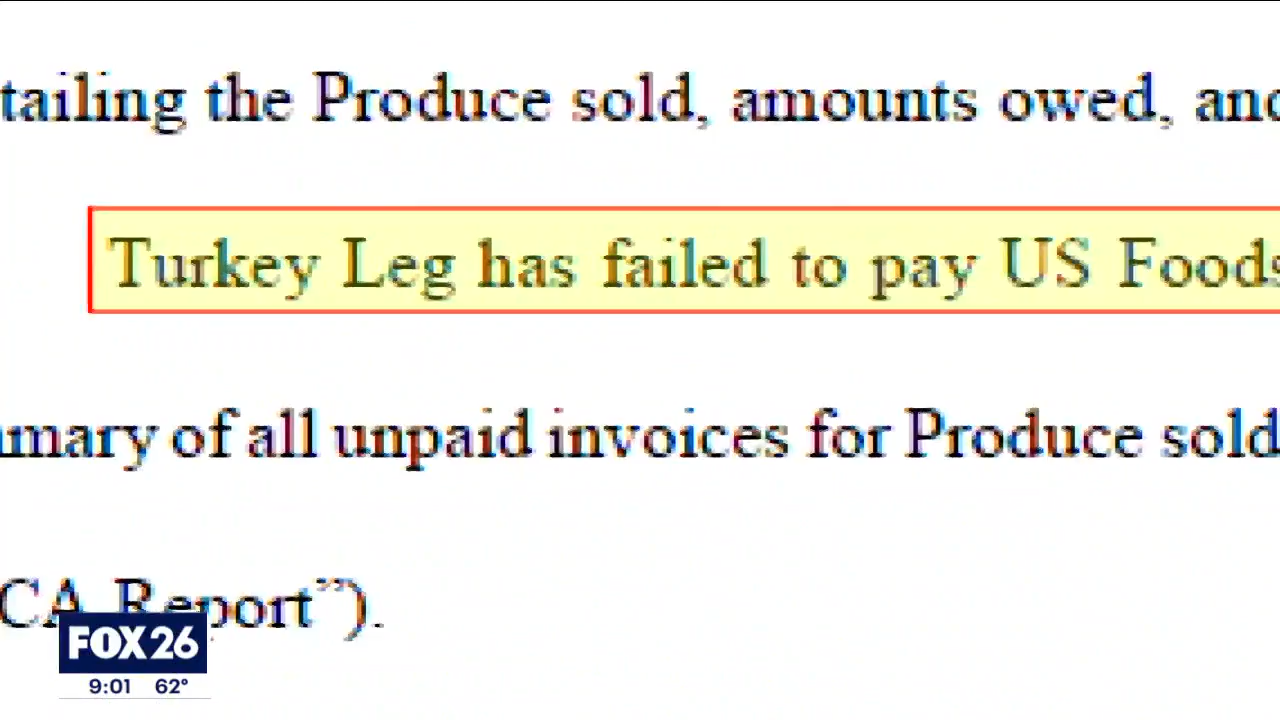 tailing the Produce sold, amounts owed, and
Turkey Leg has failed to pay US Foods
mmary of all unpaid invoices for Produce sold
CA Report”).
FOX 26
9:01 62°